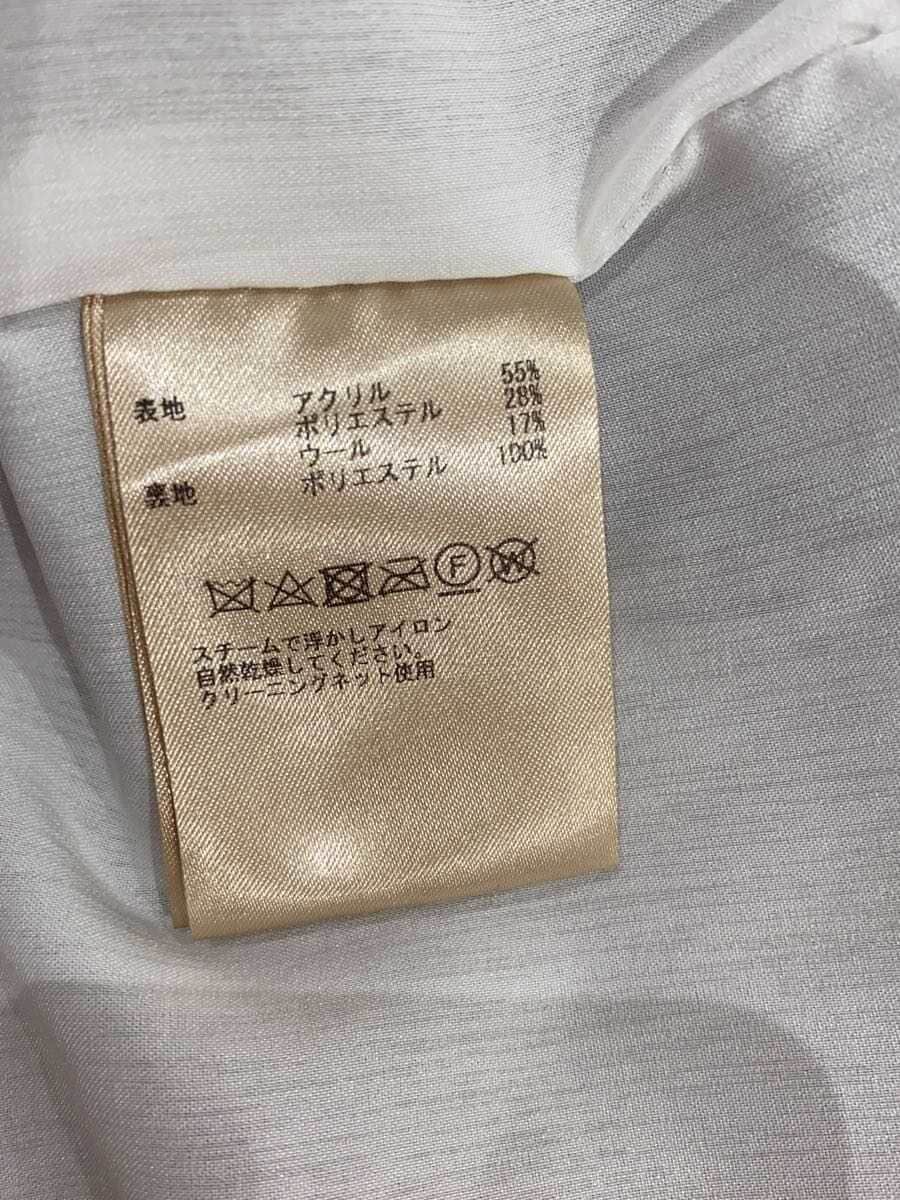 表地 アクリル 55%
ポリエステル 28%
ウール 17%
裏地 ポリエステル 100%
F W
スチームで浮かしアイロン
自然乾燥してください。
クリーニングネット使用